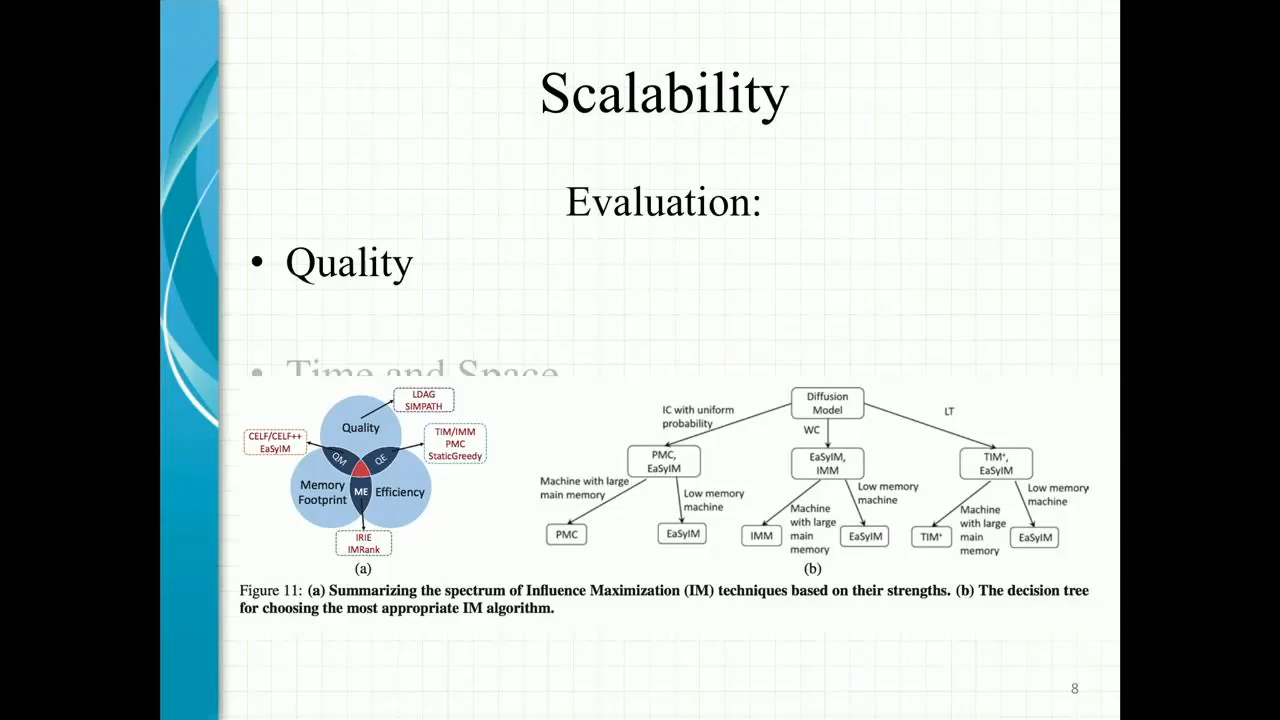 Scalability
Evaluation:
• Quality
• Time and Space
LDAG
SIMPATH
Quality
CELF/CELF++
EaSyIM
TIM/IMM
PMC
StaticGreedy
QM
QE
Memory
Footprint
ME
Efficiency
IRIE
IMRank
(a)
Diffusion
Model
IC with uniform
probability
WC
LT
PMC,
EaSyIM
EaSyIM,
IMM
TIM⁺,
EaSyIM
Machine with large
main memory
Low memory
machine
Machine
with large
main
memory
Low memory
machine
Machine
with large
main
memory
Low memory
machine
PMC
EaSyIM
IMM
EaSyIM
TIM⁺
EaSyIM
(b)
Figure 11: (a) Summarizing the spectrum of Influence Maximization (IM) techniques based on their strengths. (b) The decision tree
for choosing the most appropriate IM algorithm.
8